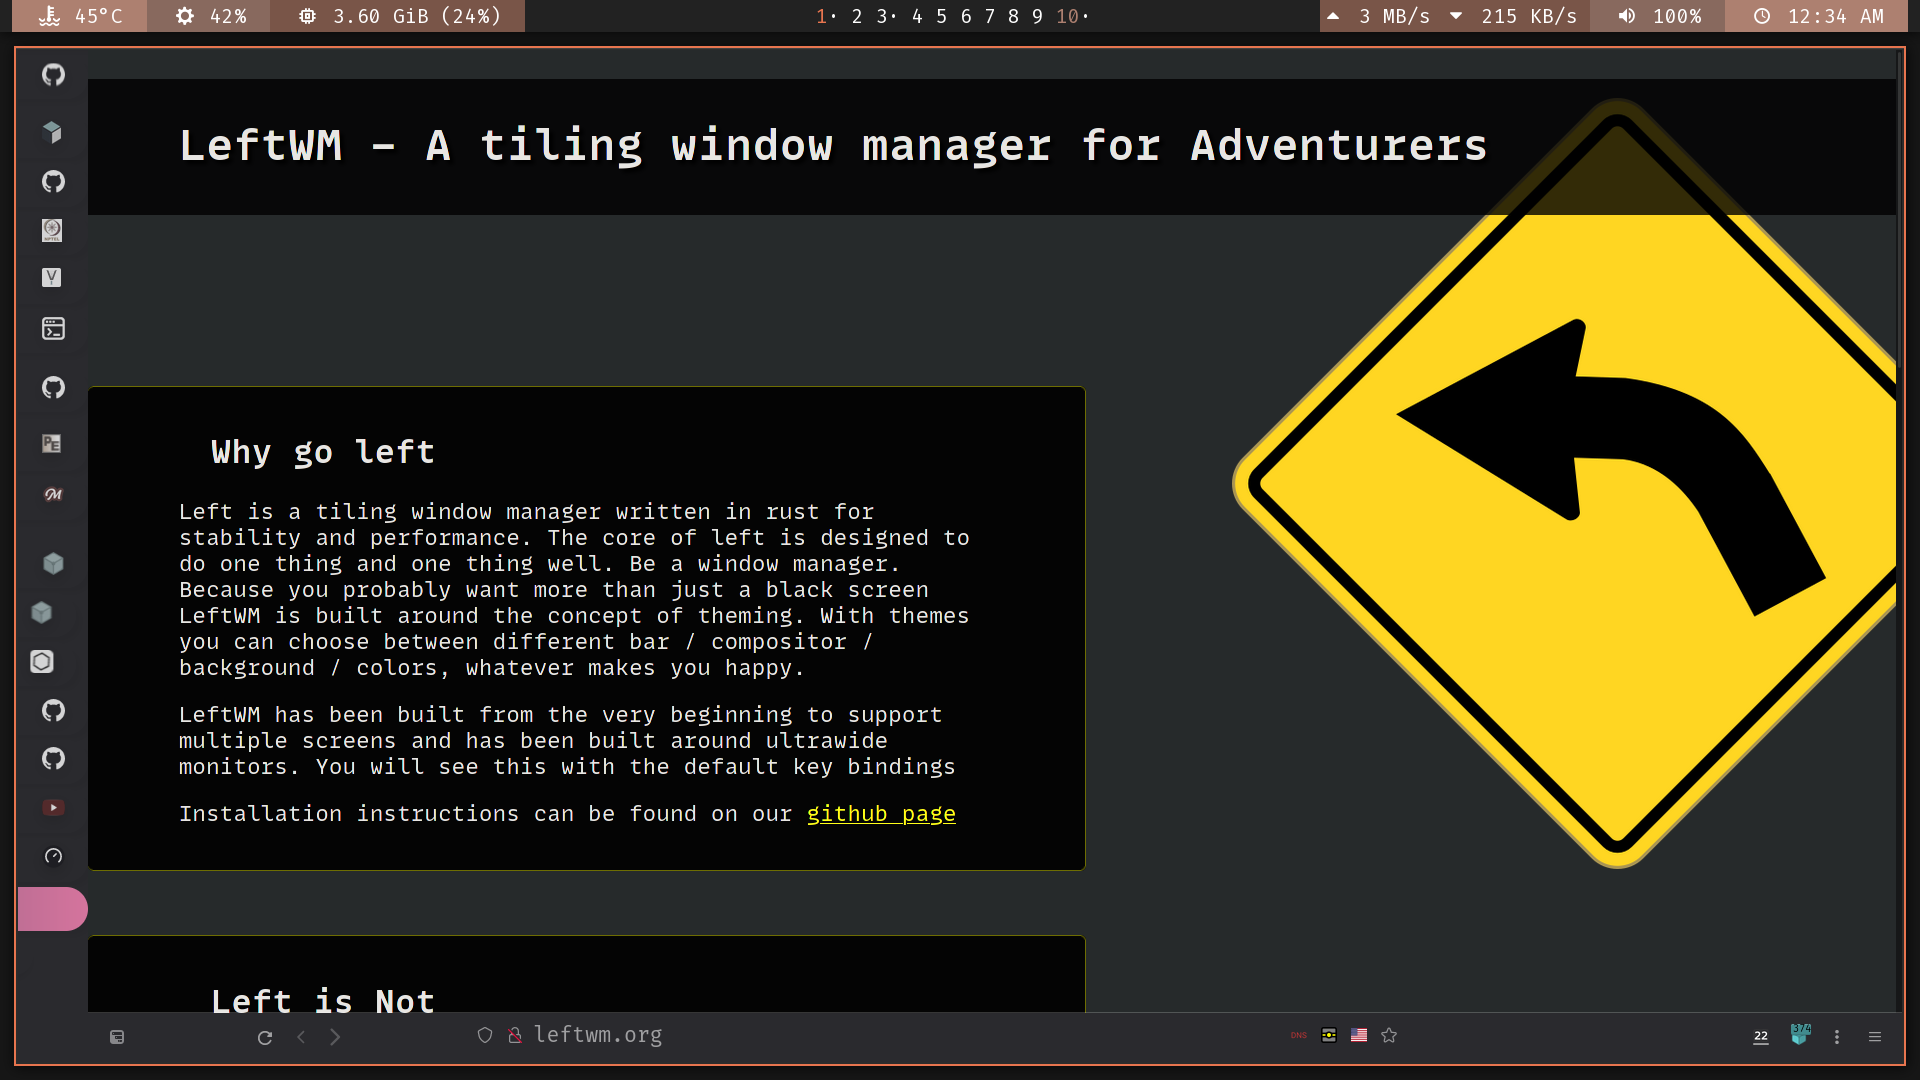 45°C 42% 3.60 GiB (24%) 1· 2 3· 4 5 6 7 8 9 10· 3 MB/s 215 KB/s 100% 12:34 AM
LeftWM – A tiling window manager for Adventurers
Why go left
Left is a tiling window manager written in rust for
stability and performance. The core of left is designed to
do one thing and one thing well. Be a window manager.
Because you probably want more than just a black screen
LeftWM is built around the concept of theming. With themes
you can choose between different bar / compositor /
background / colors, whatever makes you happy.
LeftWM has been built from the very beginning to support
multiple screens and has been built around ultrawide
monitors. You will see this with the default key bindings
Installation instructions can be found on our github page
Left is Not
leftwm.org DNS 22 374